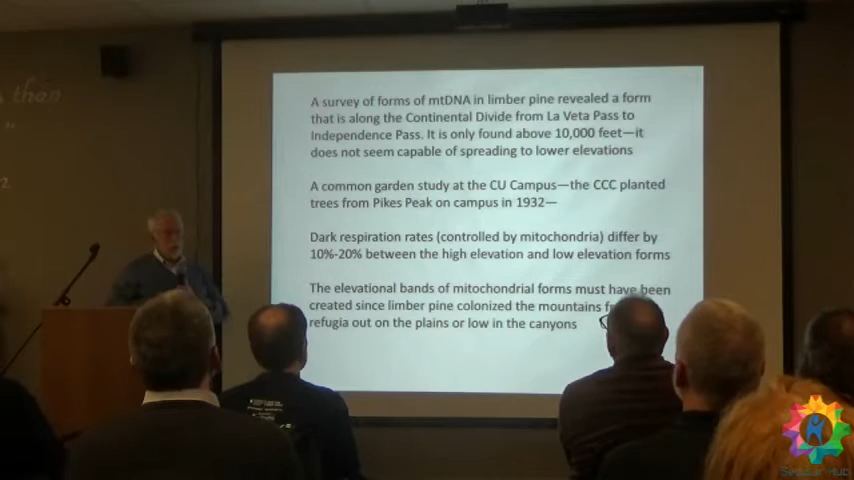 s than
"
A survey of forms of mtDNA in limber pine revealed a form
that is along the Continental Divide from La Veta Pass to
Independence Pass. It is only found above 10,000 feet—it
does not seem capable of spreading to lower elevations
A common garden study at the CU Campus—the CCC planted
trees from Pikes Peak on campus in 1932—
Dark respiration rates (controlled by mitochondria) differ by
10%-20% between the high elevation and low elevation forms
The elevational bands of mitochondrial forms must have been
created since limber pine colonized the mountains
refugia out on the plains or low in the canyons
Secular Hub